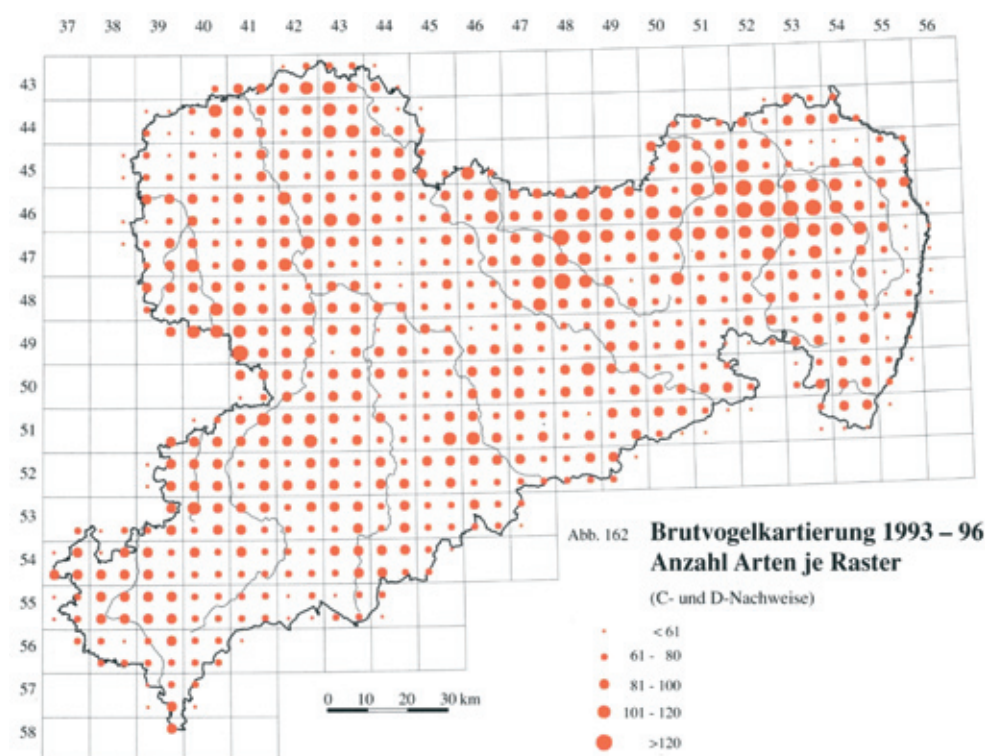 37 38 39 40 41 42 43 44 45 46 47 48 49 50 51 52 53 54 55 56
43
44
45
46
47
48
49
50
51
52
53
54
55
56
57
58
Abb. 162 Brutvogelkartierung 1993 – 96
Anzahl Arten je Raster
(C- und D-Nachweise)
< 61
61 - 80
81 - 100
101 - 120
>120
0 10 20 30 km